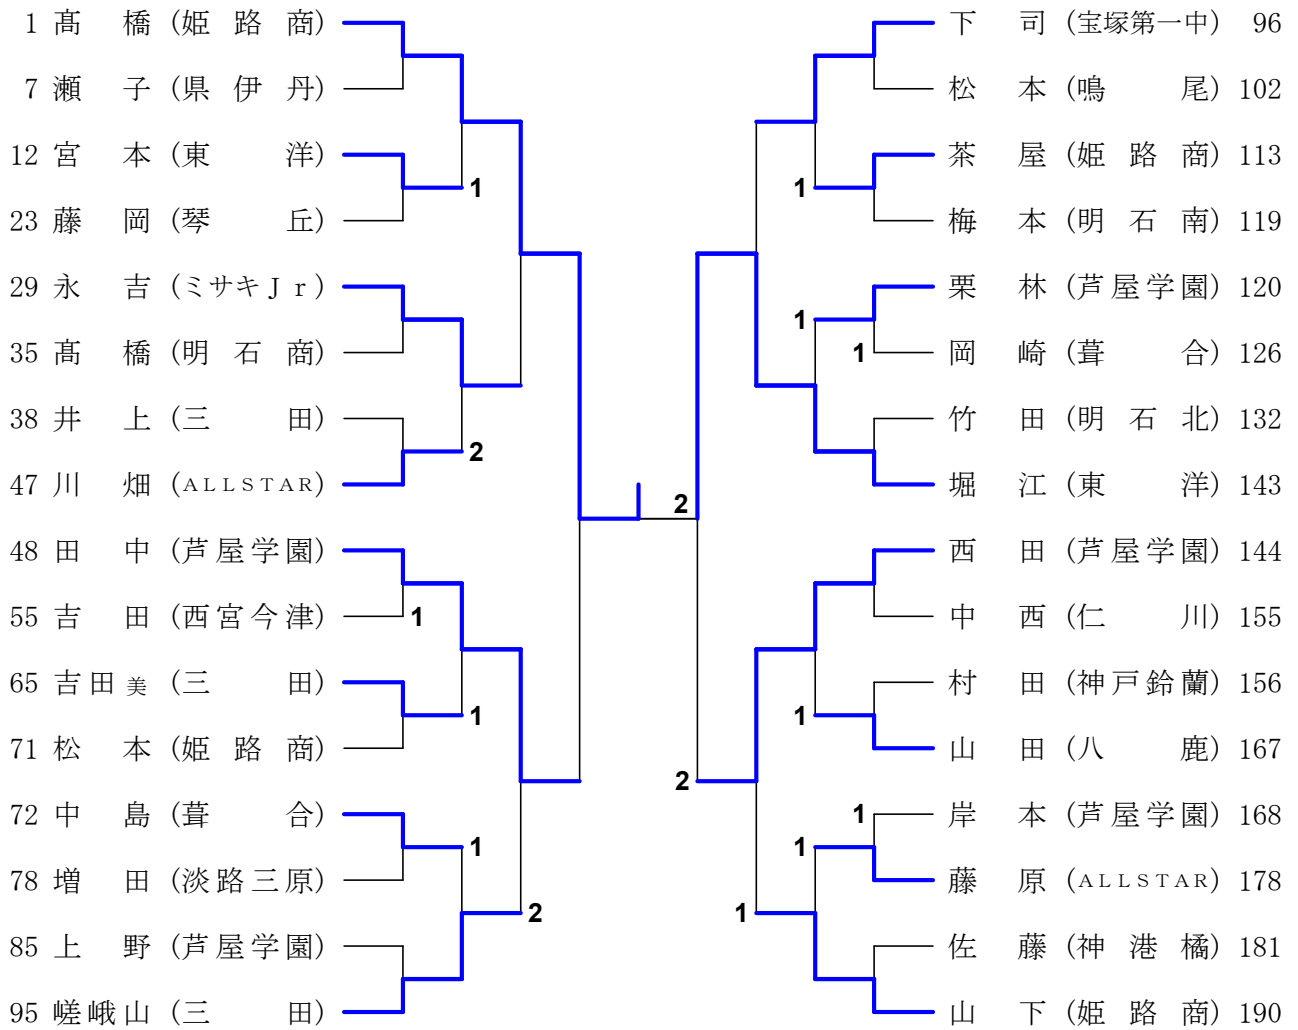 1 髙橋 (姫路商)
7 瀬子 (県伊丹)
12 宮本 (東洋)
1
23 藤岡 (琴丘)
29 永吉 (ミサキＪｒ)
35 髙橋 (明石商)
38 井上 (三田)
2
47 川畑 (ALLSTAR)
48 田中 (芦屋学園)
55 吉田 (西宮今津)
1
65 吉田美 (三田)
1
71 松本 (姫路商)
72 中島 (葺合)
1
78 増田 (淡路三原)
2
85 上野 (芦屋学園)
95 嵯峨山 (三田)
2
下司 (宝塚第一中) 96
松本 (鳴尾) 102
茶屋 (姫路商) 113
1
梅本 (明石南) 119
栗林 (芦屋学園) 120
1
1
岡崎 (葺合) 126
竹田 (明石北) 132
堀江 (東洋) 143
西田 (芦屋学園) 144
中西 (仁川) 155
村田 (神戸鈴蘭) 156
1
山田 (八鹿) 167
2
1
岸本 (芦屋学園) 168
1
藤原 (ALLSTAR) 178
1
佐藤 (神港橘) 181
山下 (姫路商) 190